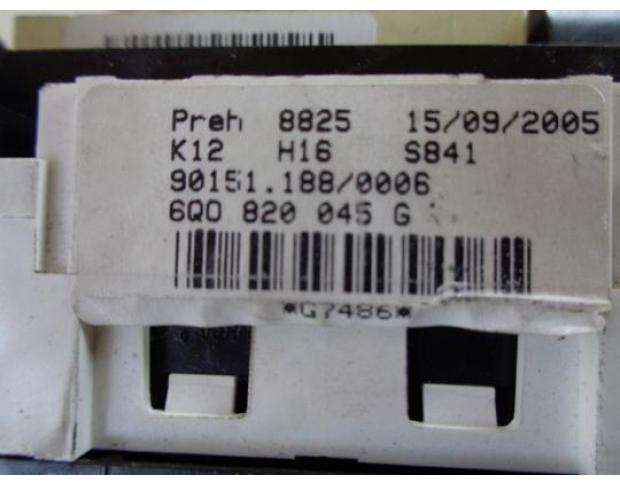 Preh 8825 15/09/2005
K12 H16 S841
90151.188/0006
6Q0 820 045 G
*G7486*